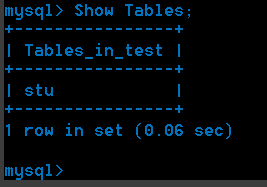 mysql> Show Tables;
+----------------+
| Tables_in_test |
+----------------+
| stu            |
+----------------+
1 row in set (0.06 sec)
mysql>